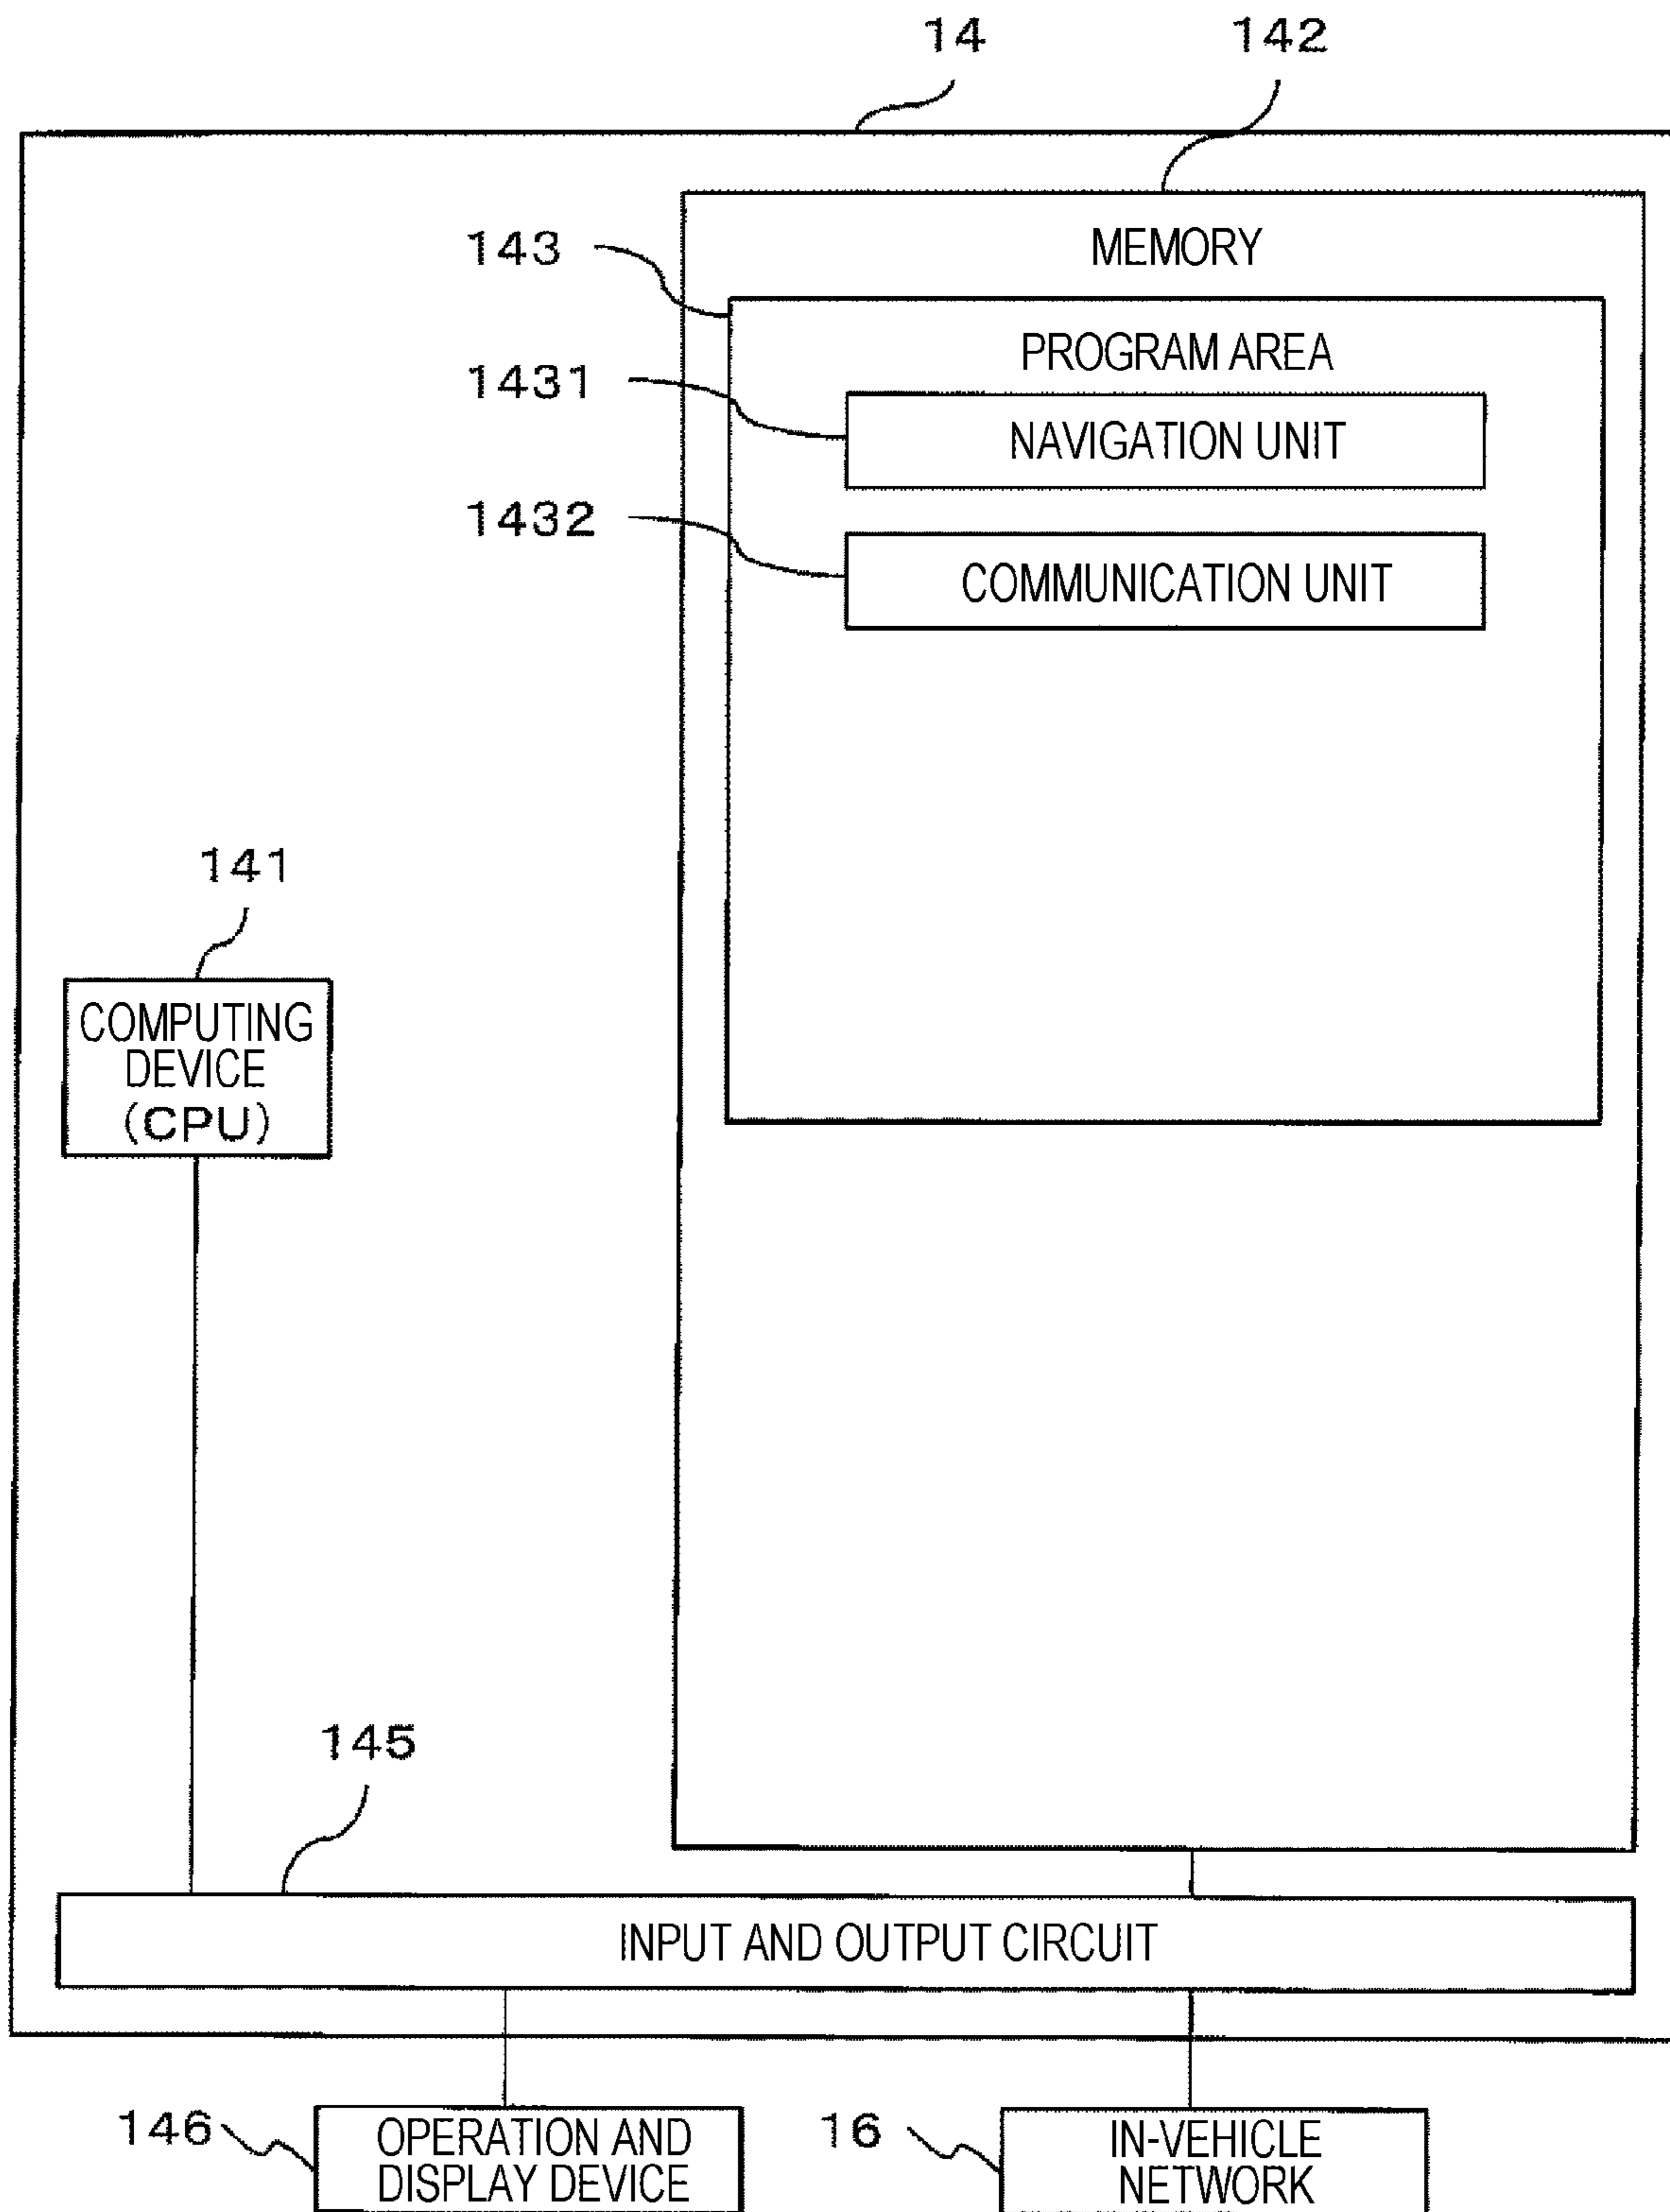 14
142
MEMORY
143
PROGRAM AREA
1431
NAVIGATION UNIT
1432
COMMUNICATION UNIT
141
COMPUTING
DEVICE
(CPU)
145
INPUT AND OUTPUT CIRCUIT
146
OPERATION AND
DISPLAY DEVICE
16
IN-VEHICLE
NETWORK